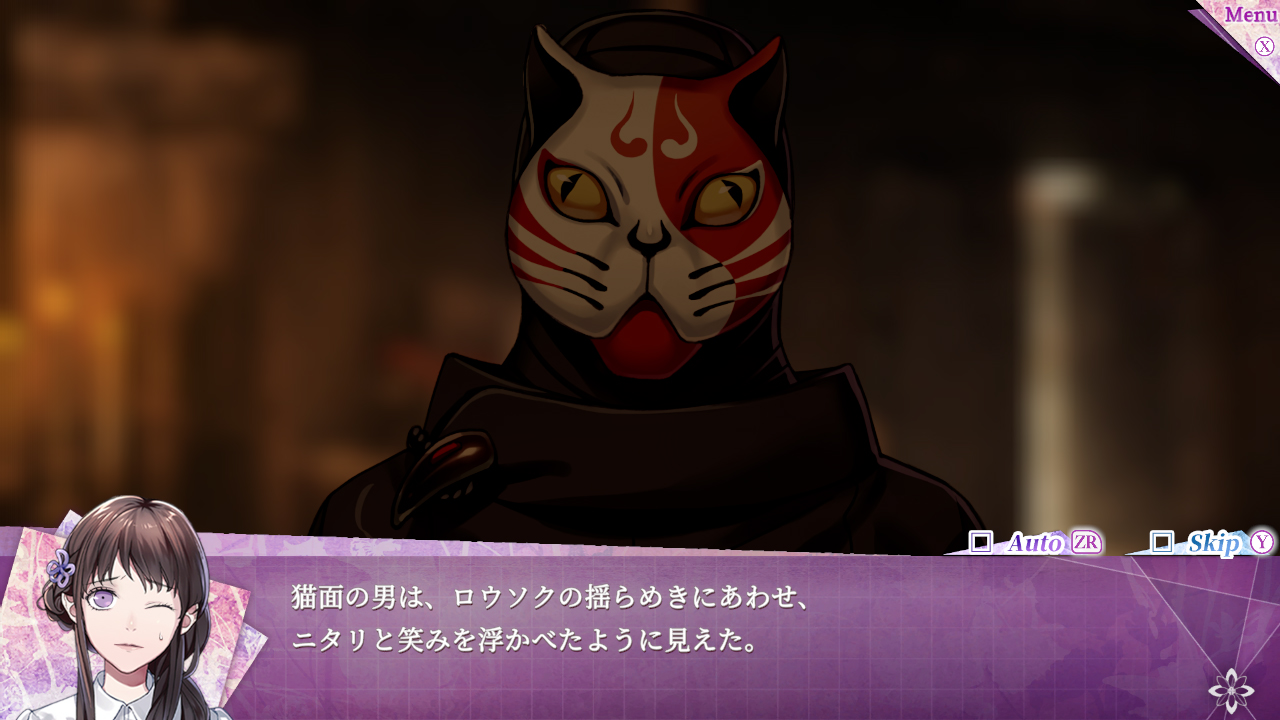 Menu
X
Auto ZR
Skip Y
猫面の男は、ロウソクの揺らめきにあわせ、
ニタリと笑みを浮かべたように見えた。